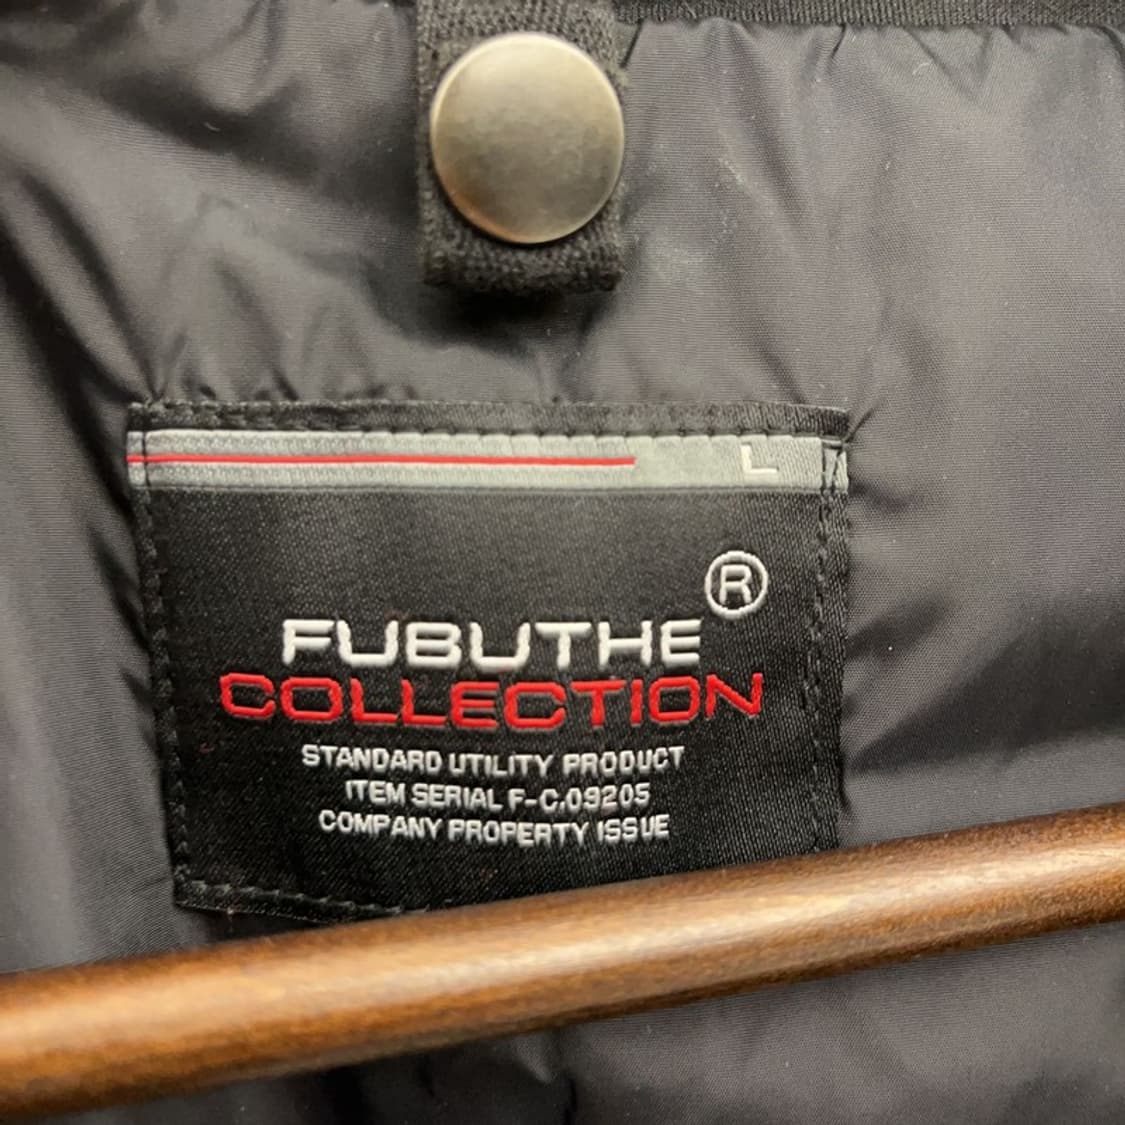 L
®
FUBUTHE
COLLECTION
STANDARD UTILITY PRODUCT
ITEM SERIAL F-C.09205
COMPANY PROPERTY ISSUE